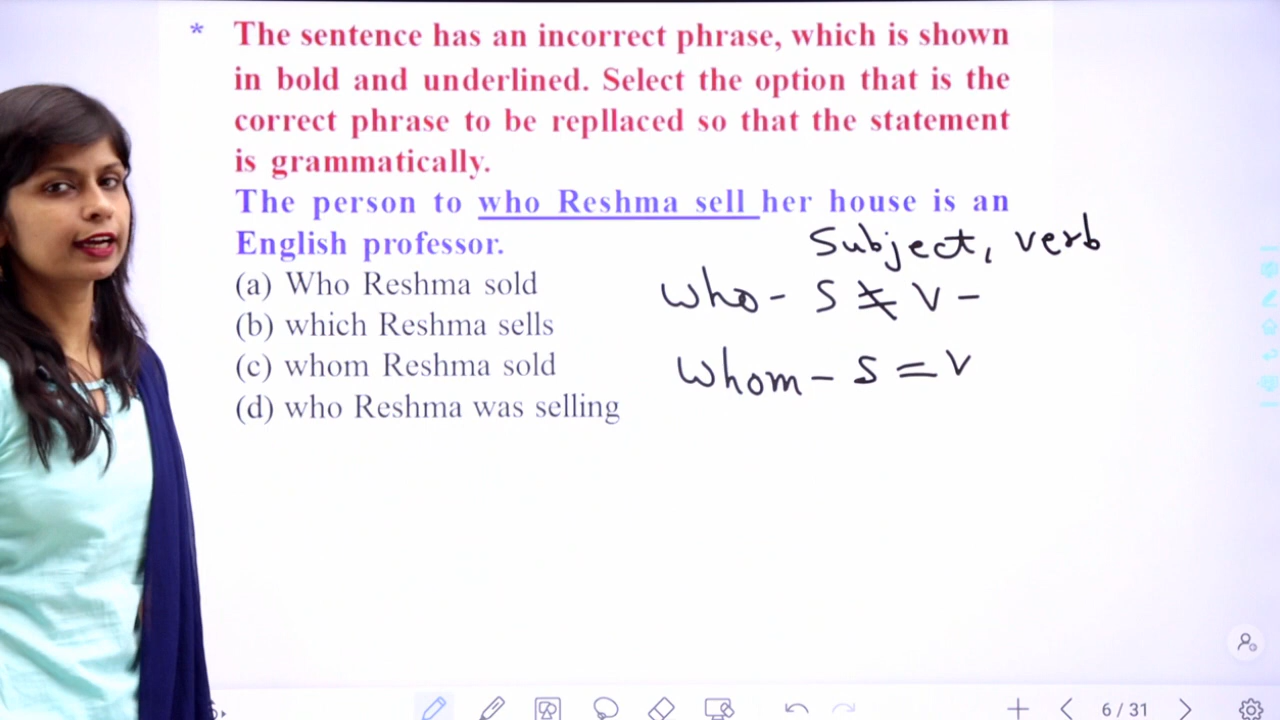 * The sentence has an incorrect phrase, which is shown
in bold and underlined. Select the option that is the
correct phrase to be repllaced so that the statement
is grammatically.
The person to who Reshma sell her house is an
English professor.
Subject, verb
(a) Who Reshma sold
who - S ≠ V -
(b) which Reshma sells
(c) whom Reshma sold
whom - S = V
(d) who Reshma was selling
6 / 31